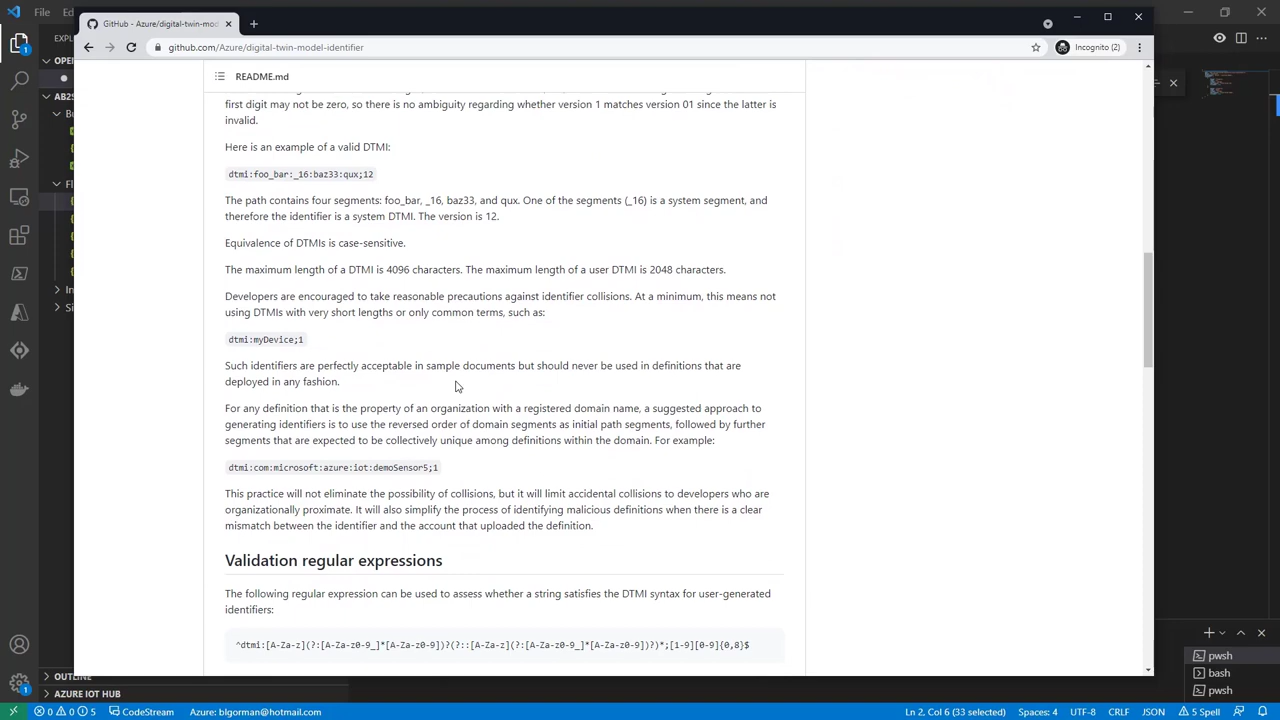 File
GitHub - Azure/digital-twin-mod
github.com/Azure/digital-twin-model-identifier
Incognito (2)
EXPL
OPE
AB2
Bu
Fl
In
Si
README.md
first digit may not be zero, so there is no ambiguity regarding whether version 1 matches version 01 since the latter is
invalid.
Here is an example of a valid DTMI:
dtmi:foo_bar:_16:baz33:qux;12
The path contains four segments: foo_bar, _16, baz33, and qux. One of the segments (_16) is a system segment, and
therefore the identifier is a system DTMI. The version is 12.
Equivalence of DTMIs is case-sensitive.
The maximum length of a DTMI is 4096 characters. The maximum length of a user DTMI is 2048 characters.
Developers are encouraged to take reasonable precautions against identifier collisions. At a minimum, this means not
using DTMIs with very short lengths or only common terms, such as:
dtmi:myDevice;1
Such identifiers are perfectly acceptable in sample documents but should never be used in definitions that are
deployed in any fashion.
For any definition that is the property of an organization with a registered domain name, a suggested approach to
generating identifiers is to use the reversed order of domain segments as initial path segments, followed by further
segments that are expected to be collectively unique among definitions within the domain. For example:
dtmi:com:microsoft:azure:iot:demoSensor5;1
This practice will not eliminate the possibility of collisions, but it will limit accidental collisions to developers who are
organizationally proximate. It will also simplify the process of identifying malicious definitions when there is a clear
mismatch between the identifier and the account that uploaded the definition.
Validation regular expressions
The following regular expression can be used to assess whether a string satisfies the DTMI syntax for user-generated
identifiers:
^dtmi:[A-Za-z](?:[A-Za-z0-9_]*[A-Za-z0-9])?(?::[A-Za-z](?:[A-Za-z0-9_]*[A-Za-z0-9])?)*;[1-9][0-9]{0,8}$
pwsh
bash
pwsh
OUTLINE
AZURE IOT HUB
0 0 5 CodeStream Azure: blgorman@hotmail.com Ln 2, Col 6 (33 selected) Spaces: 4 UTF-8 CRLF JSON 5 Spell